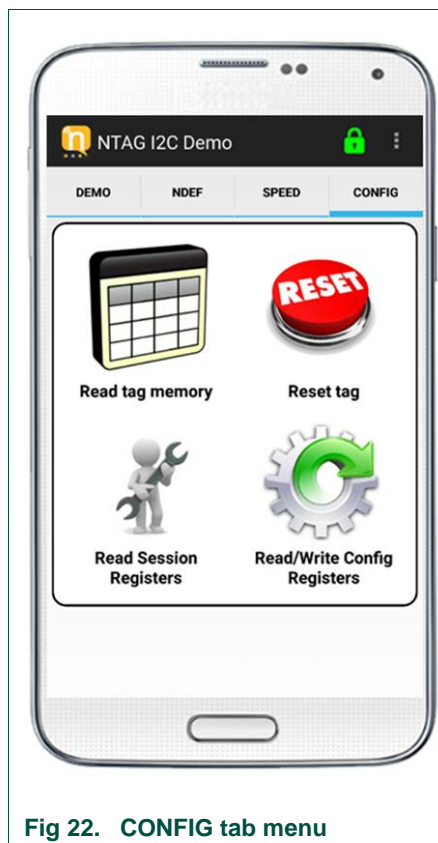 NTAG I2C Demo
DEMO NDEF SPEED CONFIG
RESET
Read tag memory Reset tag
Read Session Read/Write Config
Registers Registers
Fig 22. CONFIG tab menu